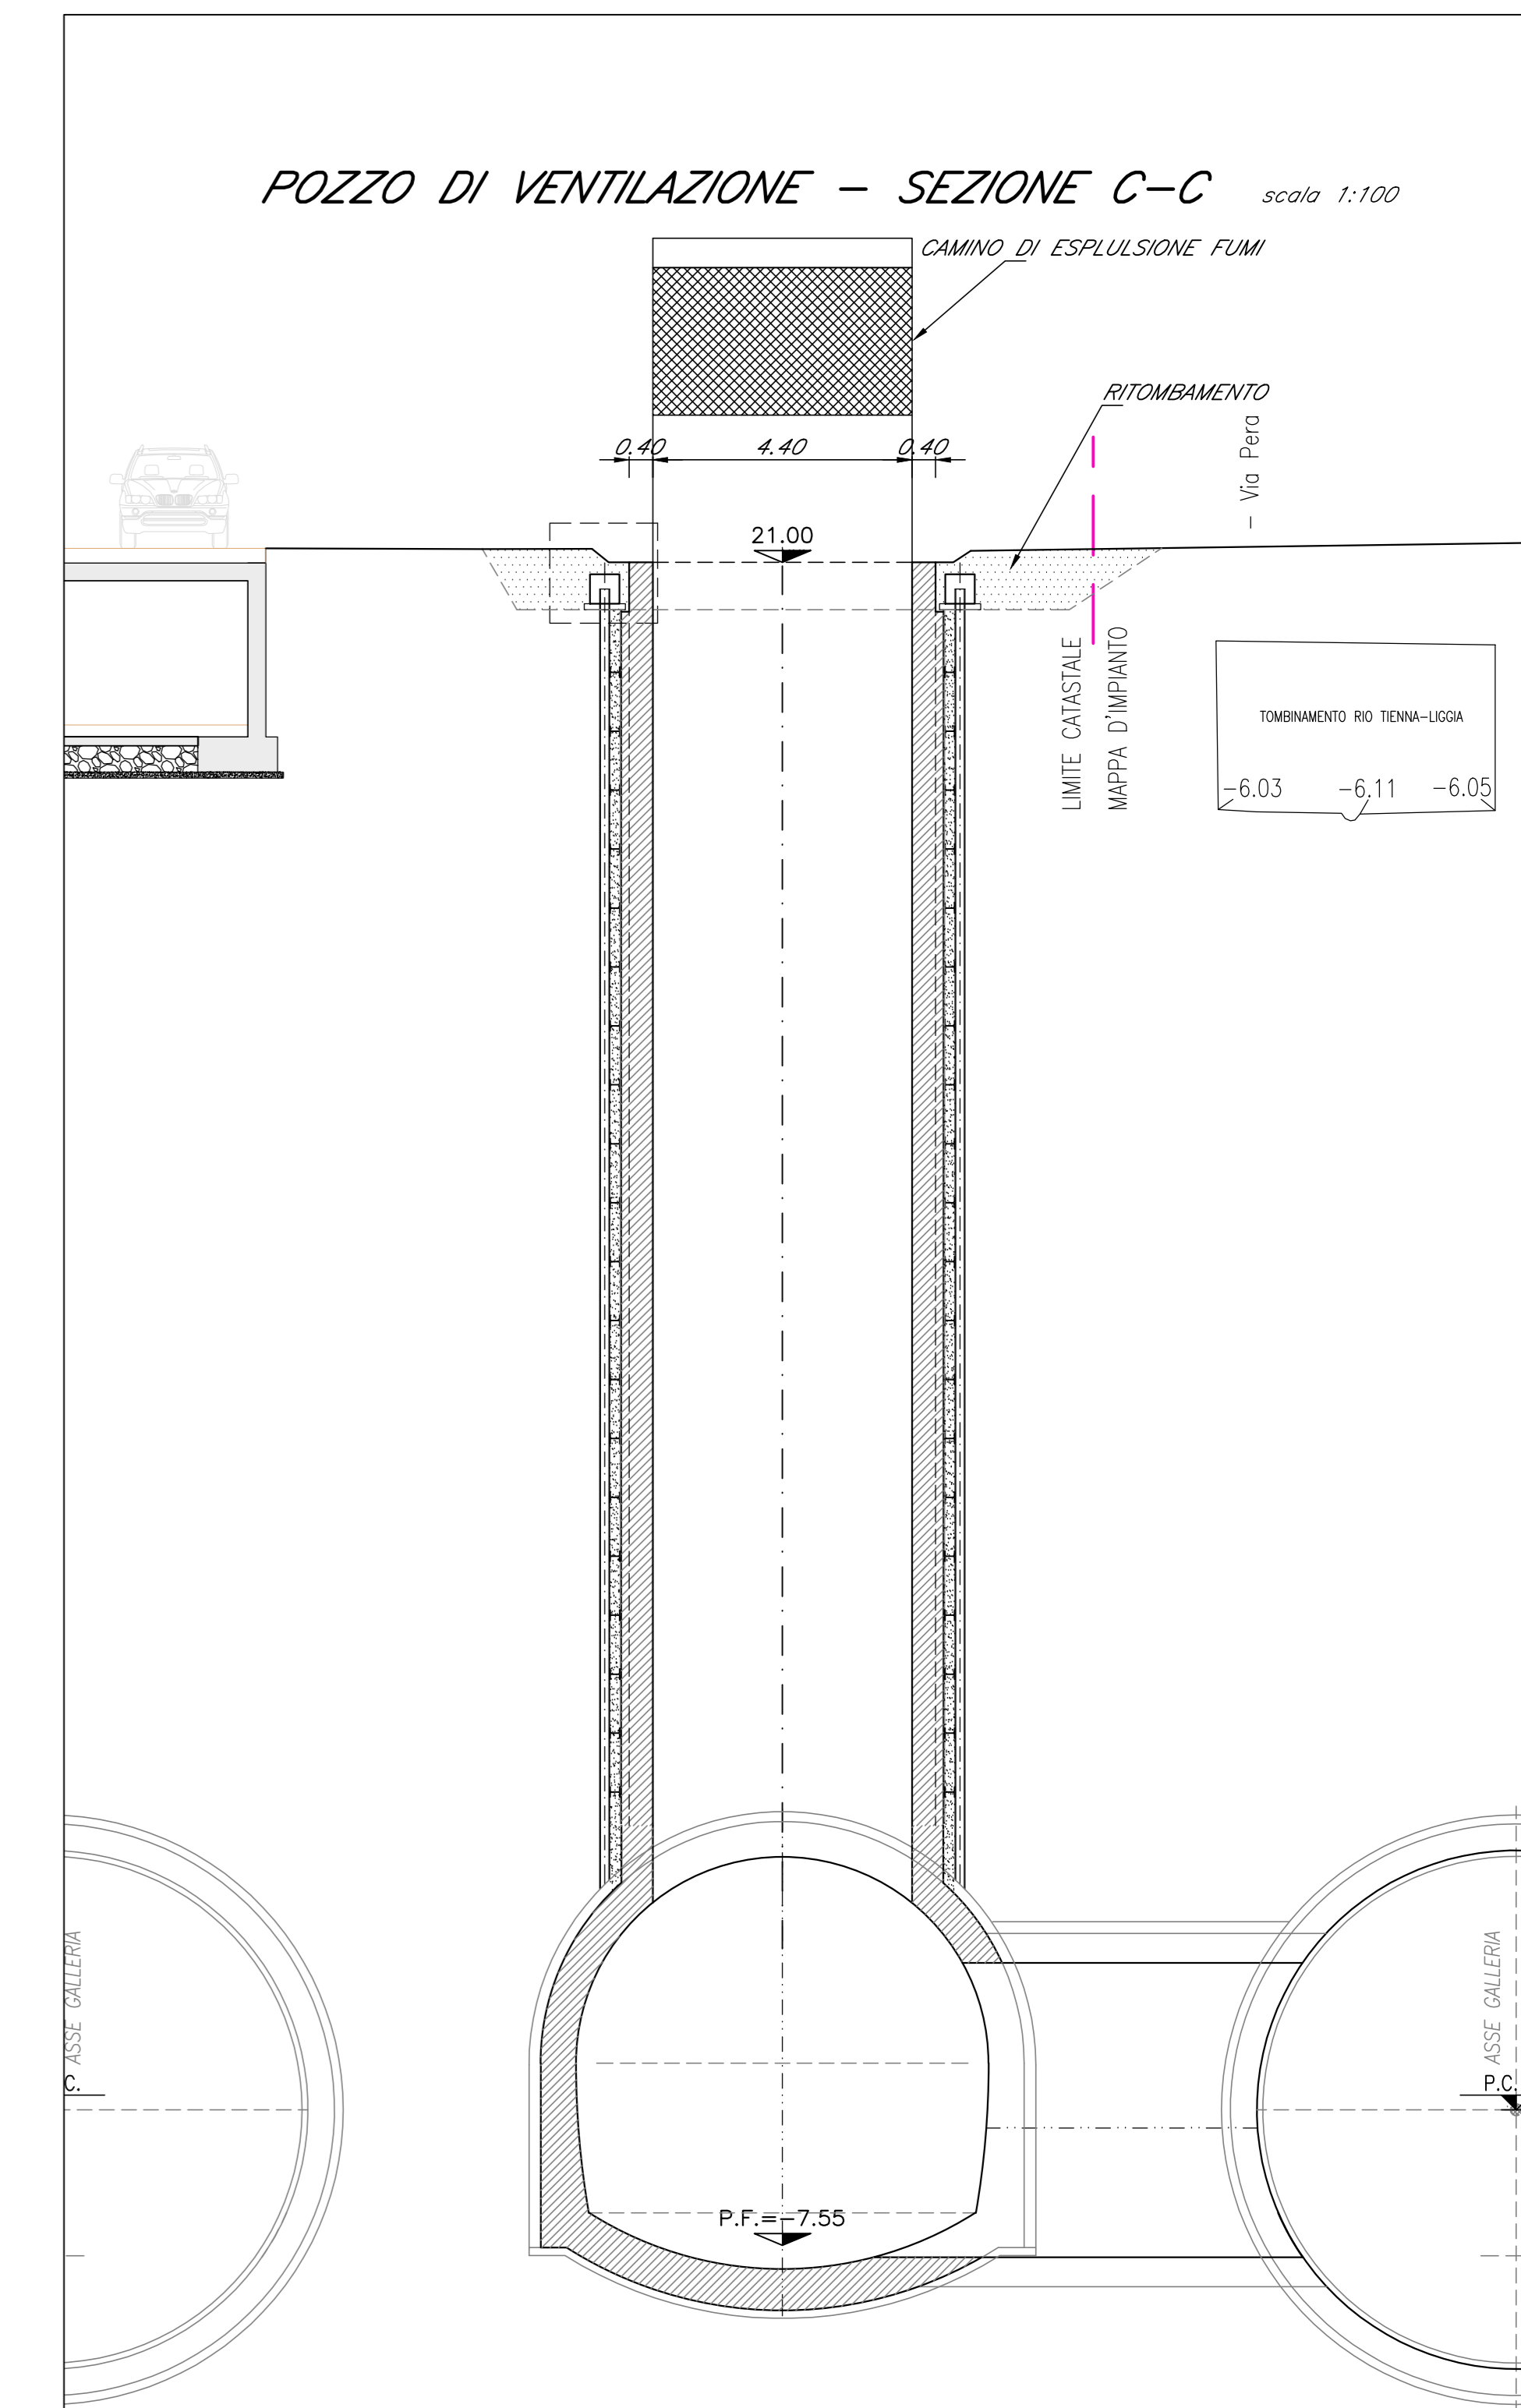 POZZO DI VENTILAZIONE – SEZIONE C–C scala 1:100
CAMINO DI ESPLULSIONE FUMI
RITOMBAMENTO
– Via Pera
0.40 4.40 0.40
21.00
LIMITE CATASTALE
MAPPA D'IMPIANTO
TOMBINAMENTO RIO TIENNA–LIGGIA
–6.03 –6.11 –6.05
ASSE GALLERIA
ASSE GALLERIA
C.
P.C.
P.F.=–7.55